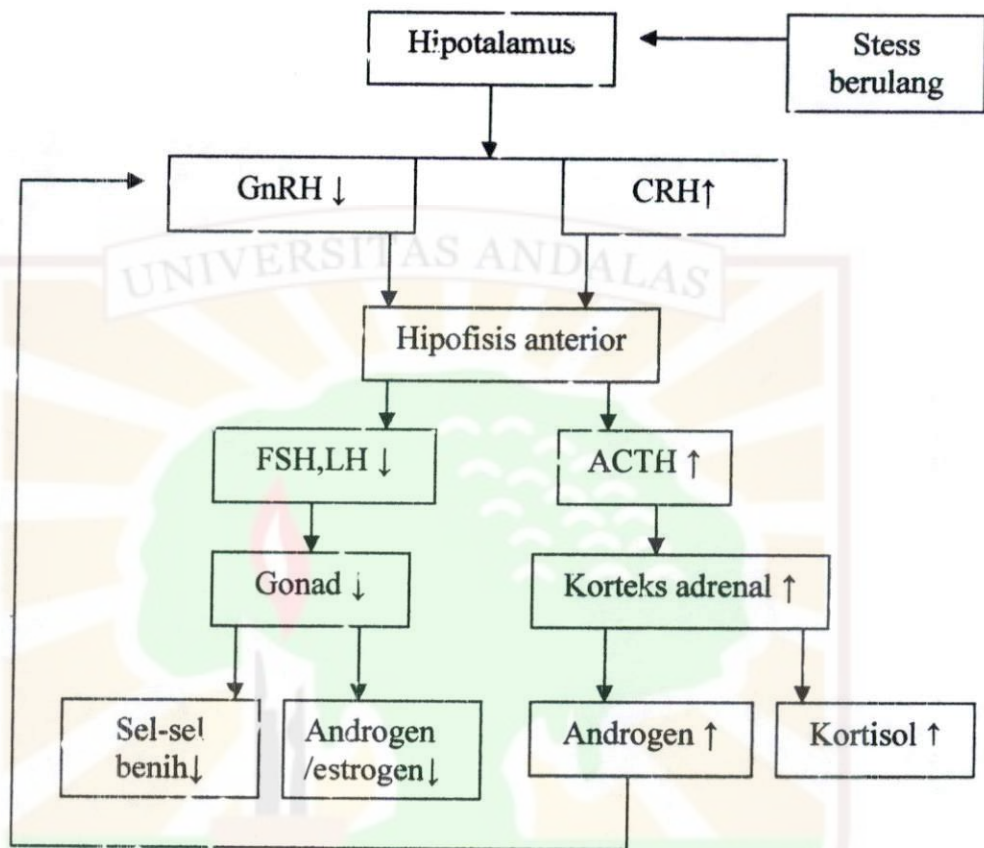 Hipotalamus
Stess
berulang
GnRH ↓
CRH↑
UNIVERSITAS ANDALAS
Hipofisis anterior
FSH,LH ↓
ACTH ↑
Gonad ↓
Korteks adrenal ↑
Sel-sel
benih↓
Androgen
/estrogen↓
Androgen ↑
Kortisol ↑